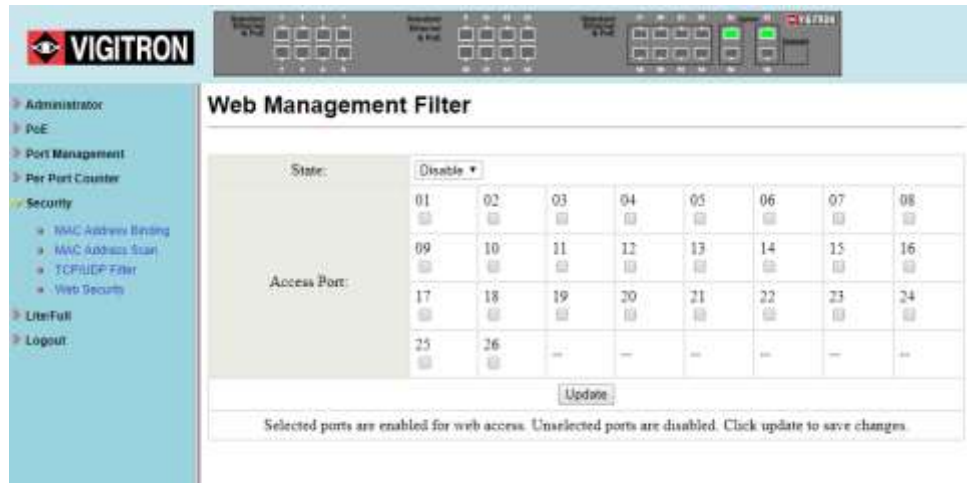 VIGITRON
Administrator
PoE
Port Management
Per Port Counter
Security
MAC Address Binding
MAC Address Scan
TCP/UDP Filter
Web Security
Lite/Full
Logout
Web Management Filter
State: Disable
Access Port:
01 02 03 04 05 06 07 08
09 10 11 12 13 14 15 16
17 18 19 20 21 22 23 24
25 26 -- -- -- -- -- --
Update
Selected ports are enabled for web access. Unselected ports are disabled. Click update to save changes.